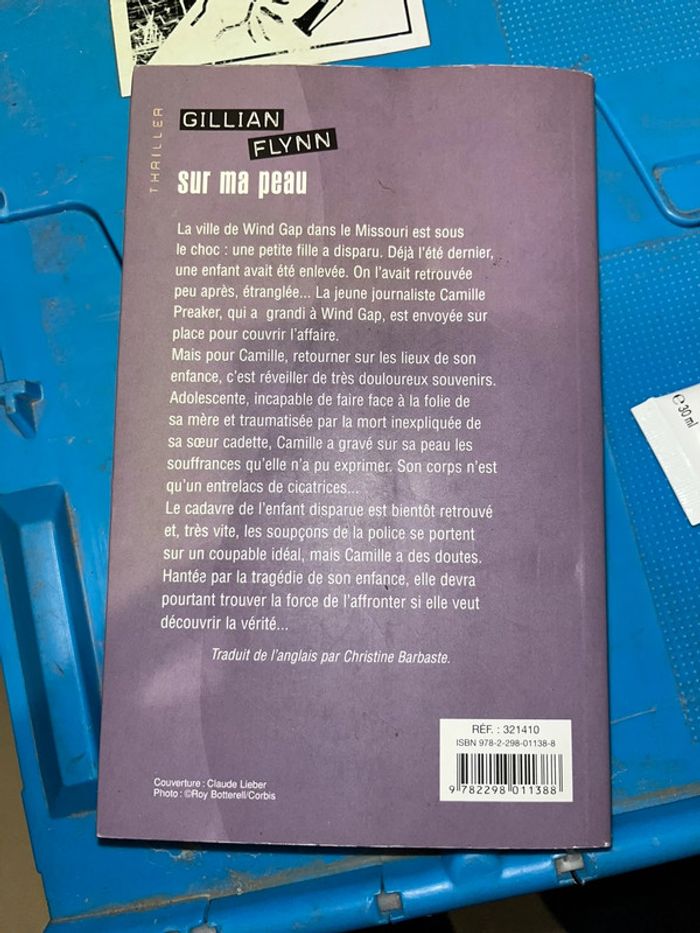 THRILLER
GILLIAN
FLYNN
sur ma peau
La ville de Wind Gap dans le Missouri est sous
le choc : une petite fille a disparu. Déjà l'été dernier,
une enfant avait été enlevée. On l'avait retrouvée
peu après, étranglée... La jeune journaliste Camille
Preaker, qui a grandi à Wind Gap, est envoyée sur
place pour couvrir l'affaire.
Mais pour Camille, retourner sur les lieux de son
enfance, c'est réveiller de très douloureux souvenirs.
Adolescente, incapable de faire face à la folie de
sa mère et traumatisée par la mort inexpliquée de
sa sœur cadette, Camille a gravé sur sa peau les
souffrances qu'elle n'a pu exprimer. Son corps n'est
qu'un entrelacs de cicatrices...
Le cadavre de l'enfant disparue est bientôt retrouvé
et, très vite, les soupçons de la police se portent
sur un coupable idéal, mais Camille a des doutes.
Hantée par la tragédie de son enfance, elle devra
pourtant trouver la force de l'affronter si elle veut
découvrir la vérité...
Traduit de l'anglais par Christine Barbaste.
RÉF. : 321410
ISBN 978-2-298-01138-8
9 782298 011388
Couverture : Claude Lieber
Photo : ©Roy Botterell/Corbis
℮ 30 ml